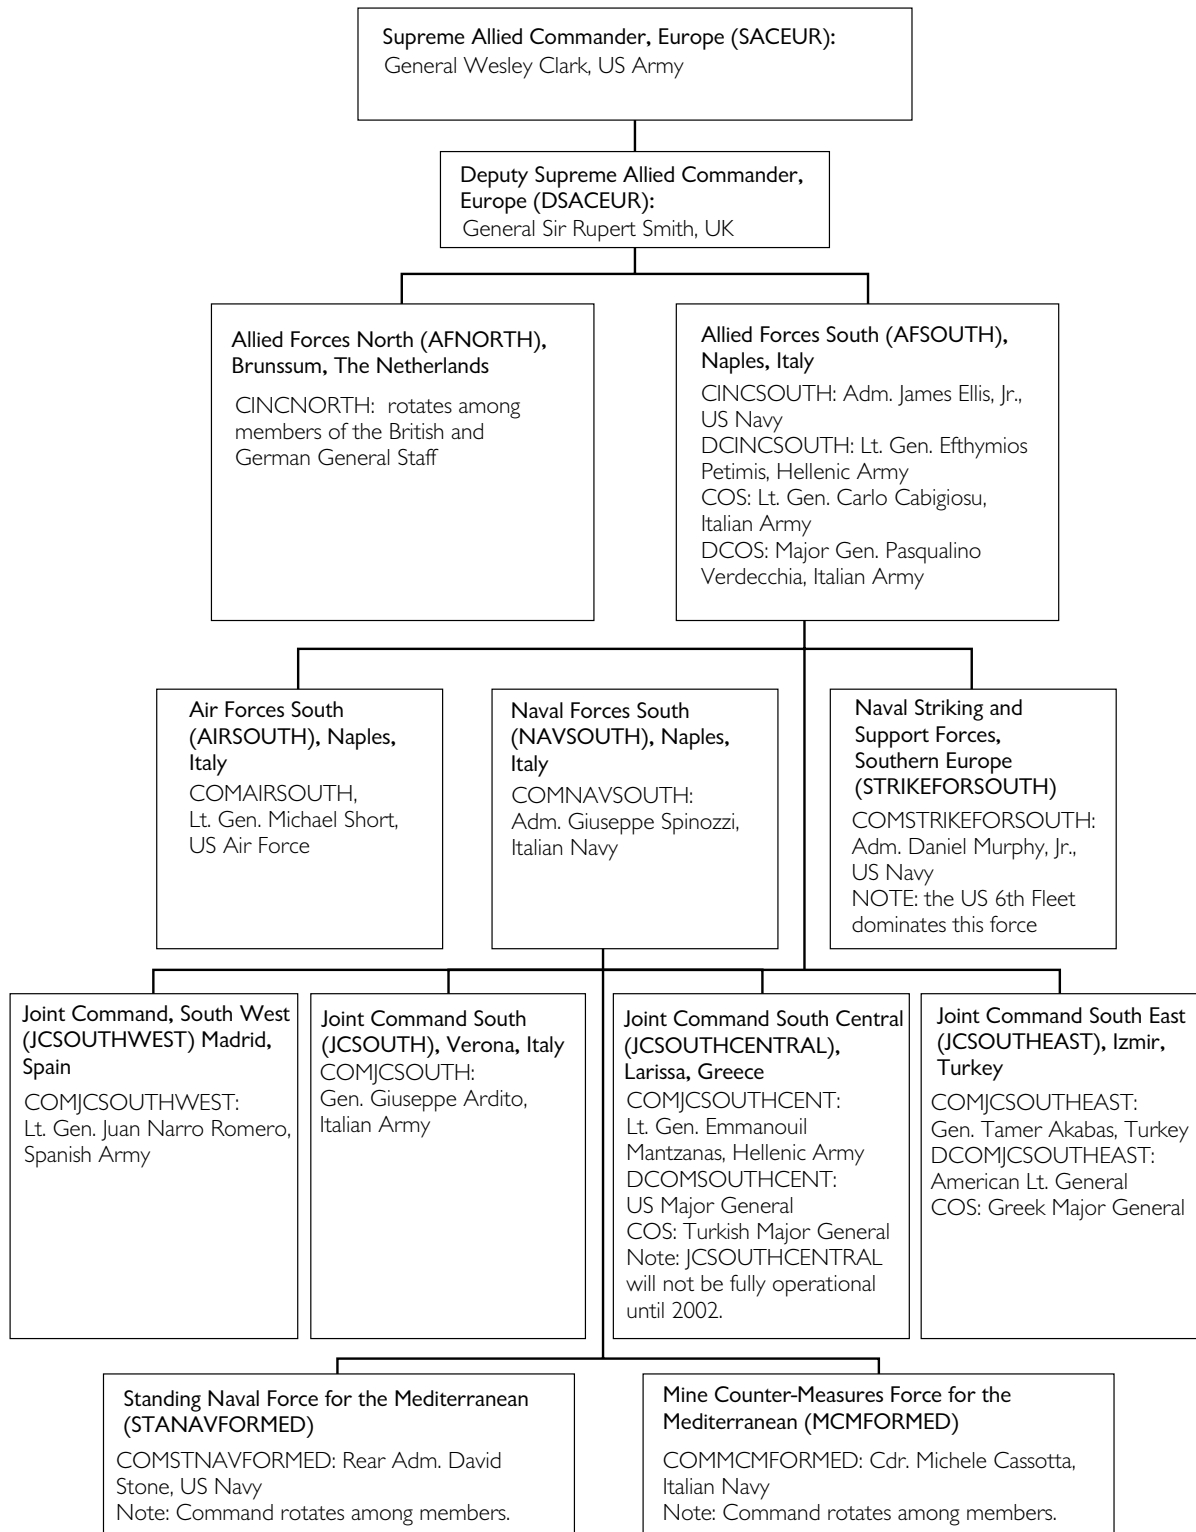 Supreme Allied Commander, Europe (SACEUR):
General Wesley Clark, US Army
Deputy Supreme Allied Commander,
Europe (DSACEUR):
General Sir Rupert Smith, UK
Allied Forces North (AFNORTH),
Brunssum, The Netherlands
CINCNORTH: rotates among
members of the British and
German General Staff
Allied Forces South (AFSOUTH),
Naples, Italy
CINCSOUTH: Adm. James Ellis, Jr.,
US Navy
DCINCSOUTH: Lt. Gen. Efthymios
Petimis, Hellenic Army
COS: Lt. Gen. Carlo Cabigiosu,
Italian Army
DCOS: Major Gen. Pasqualino
Verdecchia, Italian Army
Air Forces South
(AIRSOUTH), Naples,
Italy
COMAIRSOUTH,
Lt. Gen. Michael Short,
US Air Force
Naval Forces South
(NAVSOUTH), Naples,
Italy
COMNAVSOUTH:
Adm. Giuseppe Spinozzi,
Italian Navy
Naval Striking and
Support Forces,
Southern Europe
(STRIKEFORSOUTH)
COMSTRIKEFORSOUTH:
Adm. Daniel Murphy, Jr.,
US Navy
NOTE: the US 6th Fleet
dominates this force
Joint Command, South West
(JCSOUTHWEST) Madrid,
Spain
COMJCSOUTHWEST:
Lt. Gen. Juan Narro Romero,
Spanish Army
Joint Command South
(JCSOUTH), Verona, Italy
COMJCSOUTH:
Gen. Giuseppe Ardito,
Italian Army
Joint Command South Central
(JCSOUTHCENTRAL),
Larissa, Greece
COMJCSOUTHCENT:
Lt. Gen. Emmanouil
Mantzanas, Hellenic Army
DCOMSOUTHCENT:
US Major General
COS: Turkish Major General
Note: JCSOUTHCENTRAL
will not be fully operational
until 2002.
Joint Command South East
(JCSOUTHEAST), Izmir,
Turkey
COMJCSOUTHEAST:
Gen. Tamer Akabas, Turkey
DCOMJCSOUTHEAST:
American Lt. General
COS: Greek Major General
Standing Naval Force for the Mediterranean
(STANAVFORMED)
COMSTNAVFORMED: Rear Adm. David
Stone, US Navy
Note: Command rotates among members.
Mine Counter-Measures Force for the
Mediterranean (MCMFORMED)
COMMCMFORMED: Cdr. Michele Cassotta,
Italian Navy
Note: Command rotates among members.